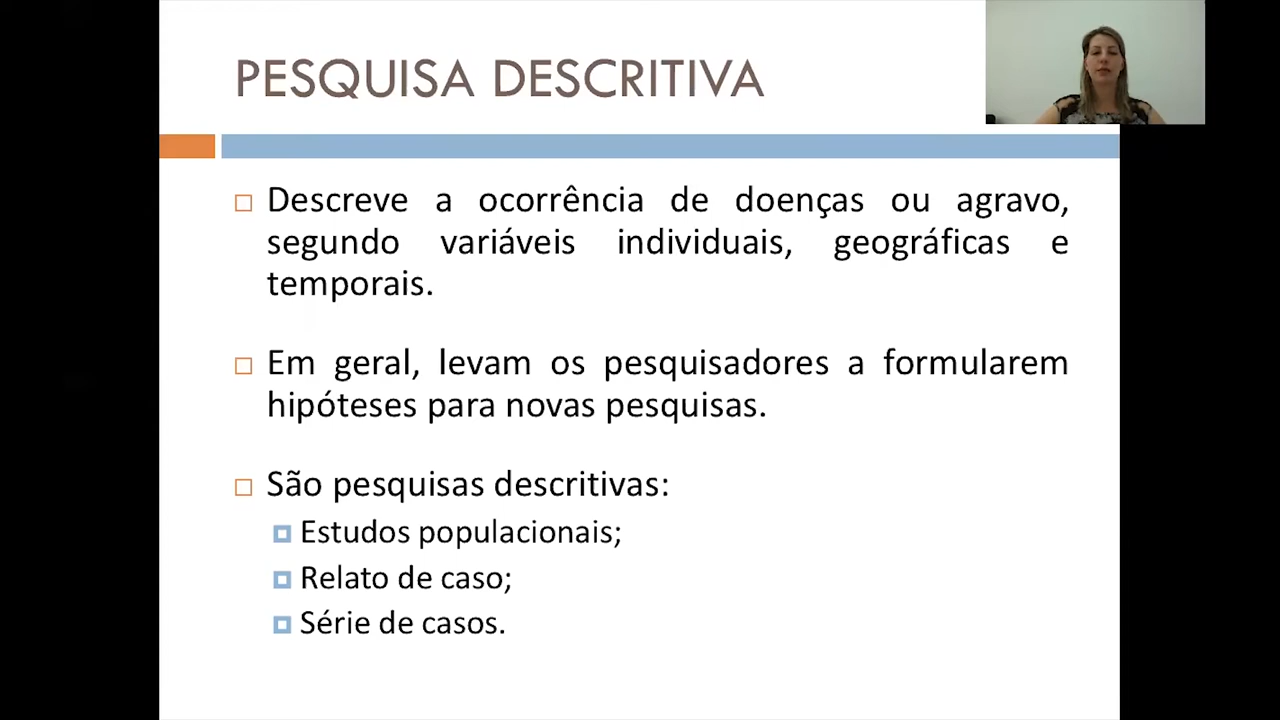 PESQUISA DESCRITIVA
Descreve a ocorrência de doenças ou agravo,
segundo variáveis individuais, geográficas e
temporais.
Em geral, levam os pesquisadores a formularem
hipóteses para novas pesquisas.
São pesquisas descritivas:
Estudos populacionais;
Relato de caso;
Série de casos.